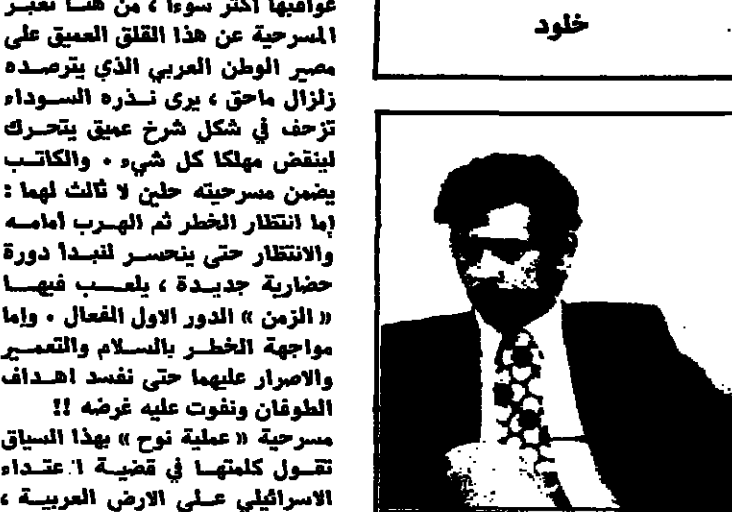 عواقبها أكثر سوءا ، من هنا تعبر
المسرحية عن هذا القلق العميق على
مصير الوطن العربي الذي يترصده
زلزال ماحق ، يرى نذره السوداء
تزحف في شكل شرخ عميق يتحرك
لينقض مهلكا كل شيء . والكاتب
يضمن مسرحيته حلين لا ثالث لهما :
إما انتظار الخطر ثم الهرب أمامه
والانتظار حتى ينحسر لنبدأ دورة
حضارية جديدة ، يلعب فيها
« الزمن » الدور الاول الفعال . وإما
مواجهة الخطر بالسلام والتعمير
والاصرار عليهما حتى نفسد اهداف
الطوفان ونفوت عليه غرضه !!
مسرحية « عملية نوح » بهذا السياق
تقول كلمتها في قضية ا عتداء
الاسرائيلي على الارض العربية ،
خلود